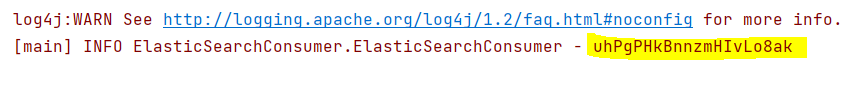 log4j:WARN See http://logging.apache.org/log4j/1.2/faq.html#noconfig for more info.
[main] INFO ElasticSearchConsumer.ElasticSearchConsumer - uhPgPHkBnnzmHIvLo8ak